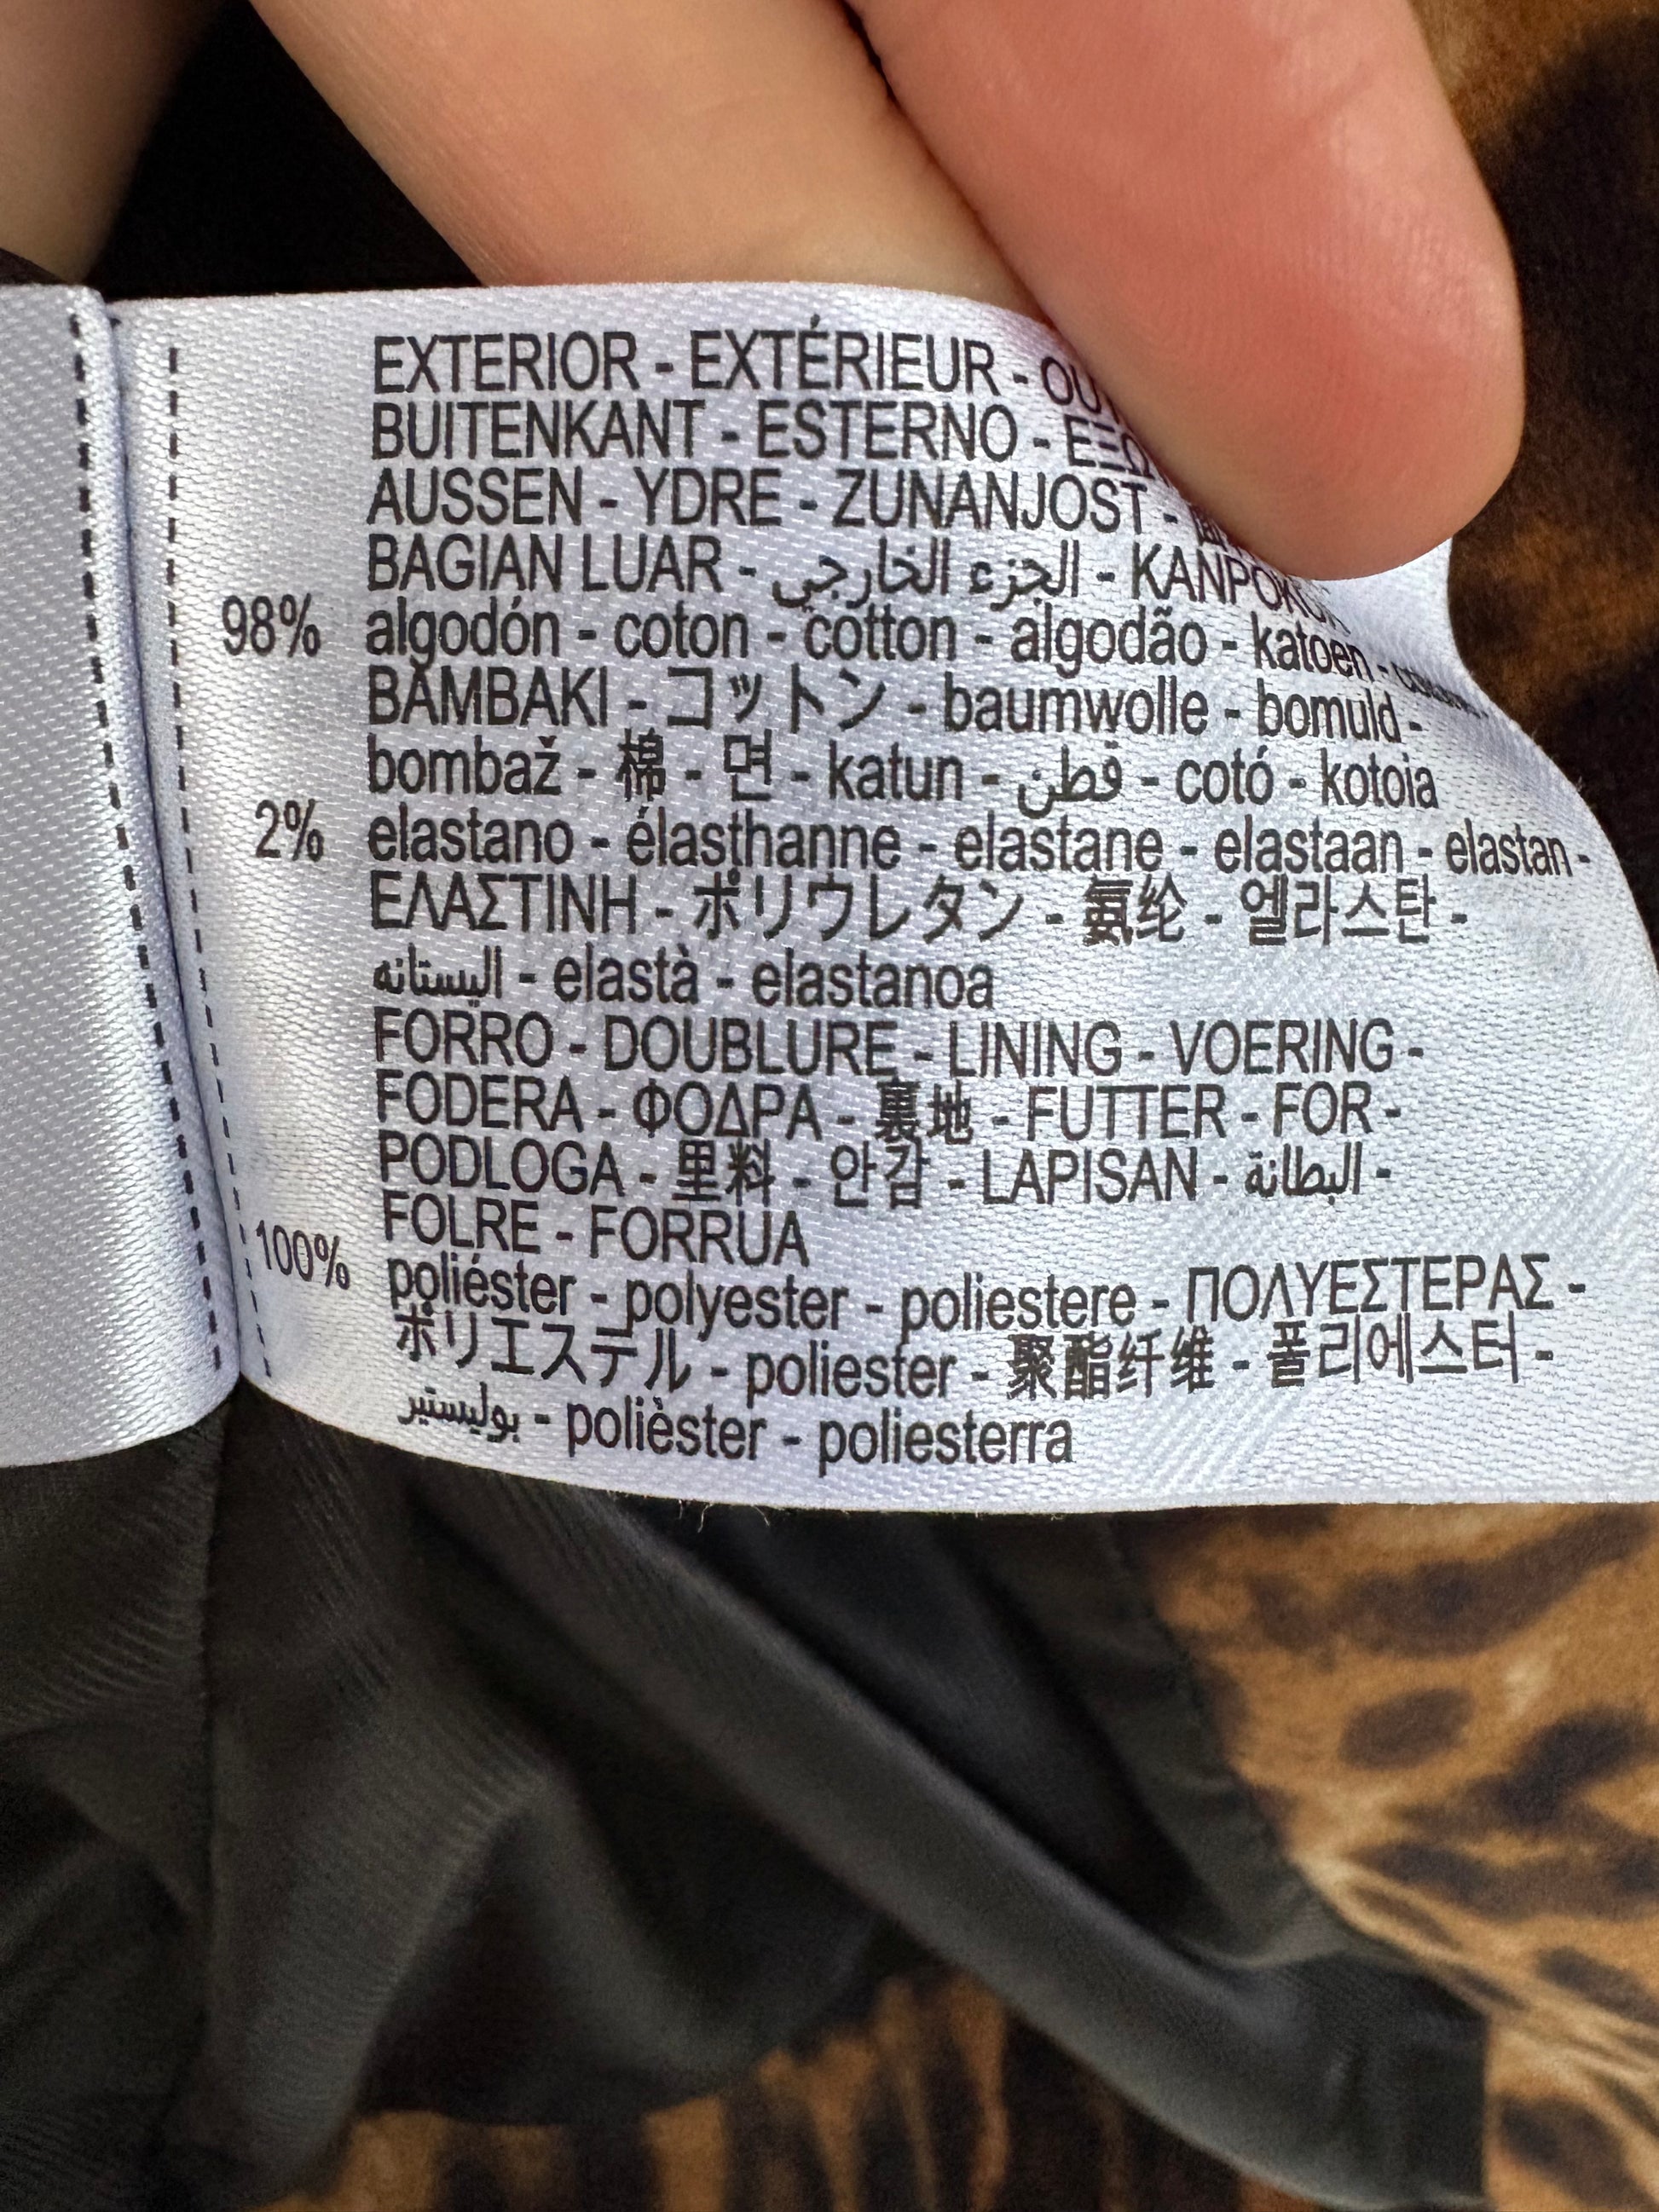 EXTERIOR - EXTÉRIEUR -
BUITENKANT - ESTERNO -
AUSSEN - YDRE - ZUNANJOST -
BAGIAN LUAR - الجزء الخارجي -
98% algodón - coton - cotton - algodão - katoen -
BAMBAKI - コットン - baumwolle - bomuld -
bombaž - 棉 - 면 - katun - قطن - cotó - kotoia
2% elastano - élasthanne - elastane - elastaan - elastan -
ΕΛΑΣΤΙΝΗ - ポリウレタン - 氨纶 - 엘라스탄 -
اليستانه - elastà - elastanoa
FORRO - DOUBLURE - LINING - VOERING -
FODERA - ΦΟΔΡΑ - 裏地 - FUTTER - FOR -
PODLOGA - 里料 - 안감 - LAPISAN - البطانة -
FOLRE - FORRUA
100% poliéster - polyester - poliestere - ΠΟΛΥΕΣΤΕΡΑΣ -
ポリエステル - poliester - 聚酯纤维 - 폴리에스터 -
بوليستير - polièster - poliesterra